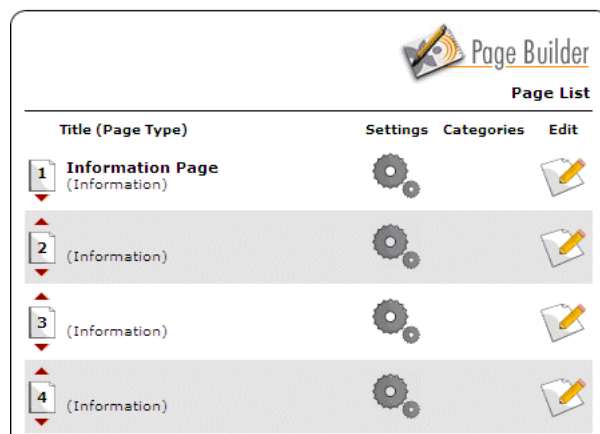 Page Builder
Page List
Title (Page Type) Settings Categories Edit
1 Information Page
(Information)
2
(Information)
3
(Information)
4
(Information)